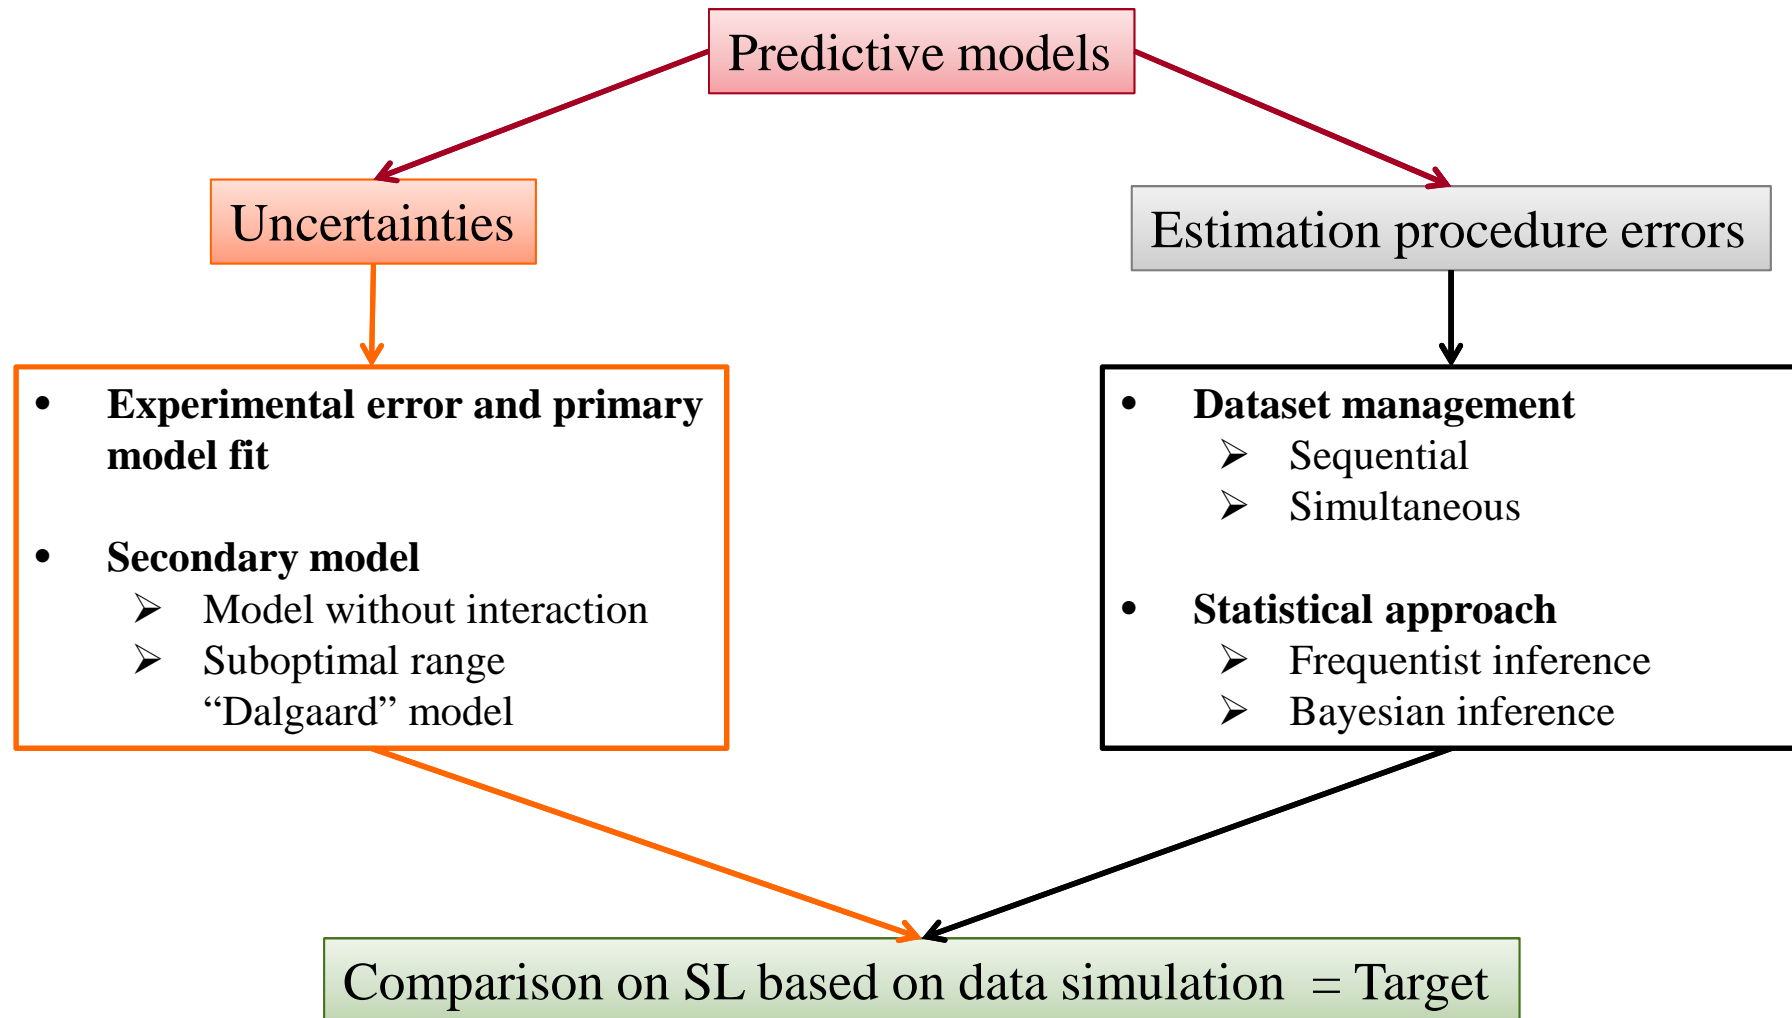 Predictive models
Uncertainties
Estimation procedure errors
• Experimental error and primary
model fit
• Secondary model
➢ Model without interaction
➢ Suboptimal range
“Dalgaard” model
• Dataset management
➢ Sequential
➢ Simultaneous
• Statistical approach
➢ Frequentist inference
➢ Bayesian inference
Comparison on SL based on data simulation = Target